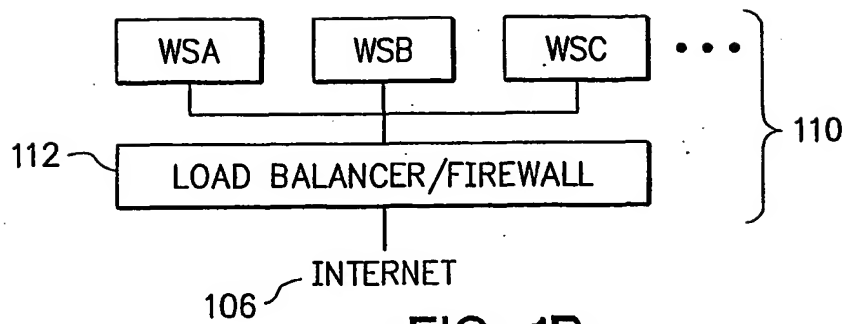 WSA WSB WSC •••
110
112 LOAD BALANCER/FIREWALL
INTERNET
106